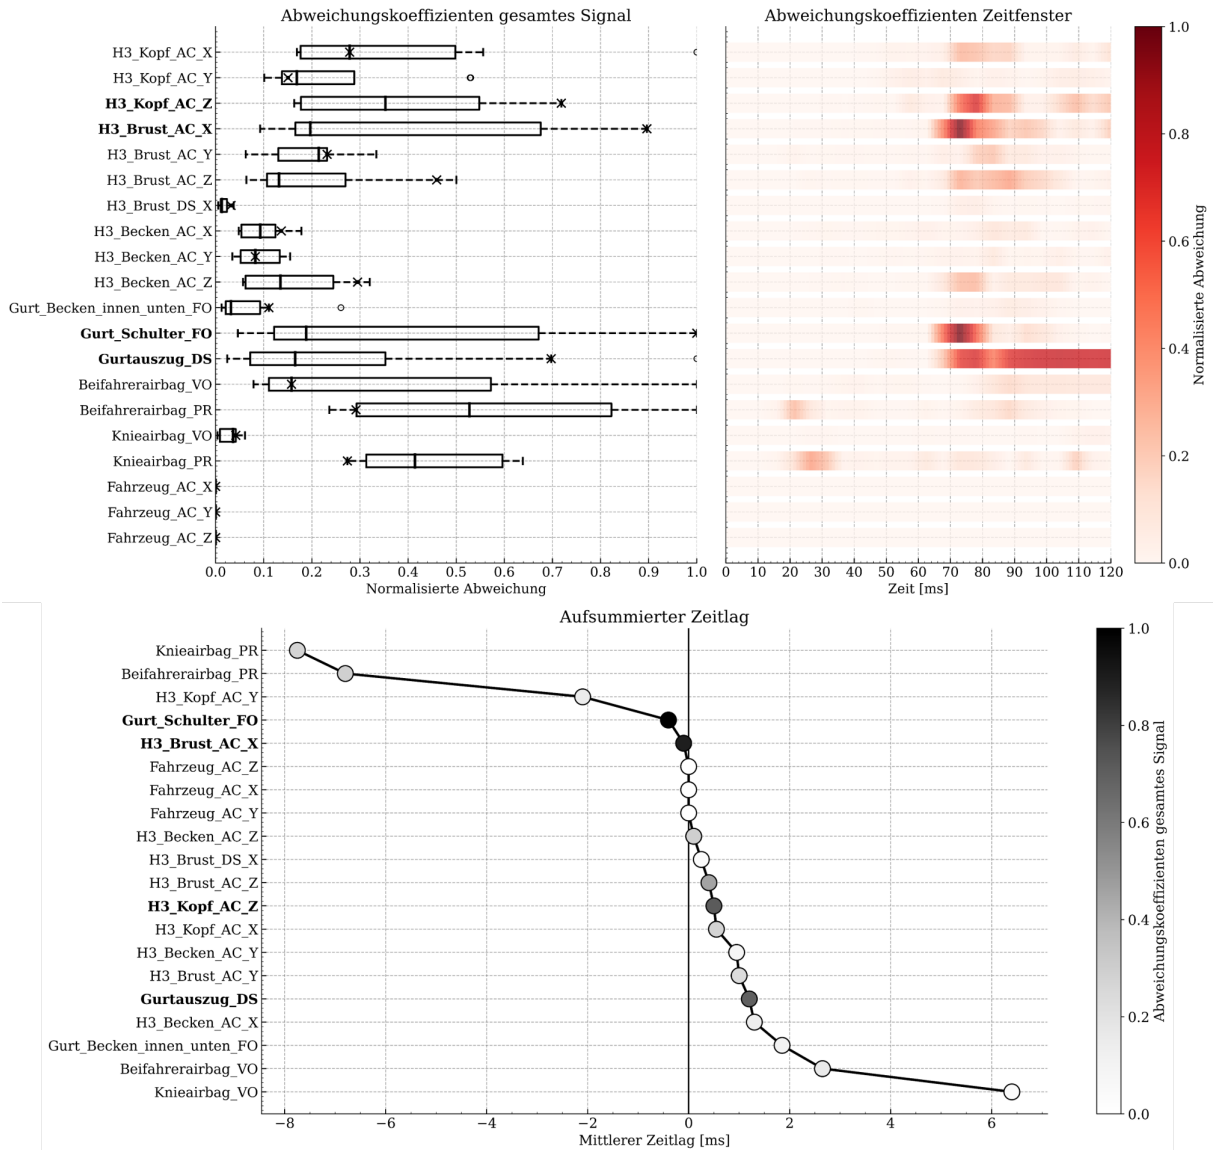 Abweichungskoeffizienten gesamtes Signal
H3_Kopf_AC_X
H3_Kopf_AC_Y
H3_Kopf_AC_Z
H3_Brust_AC_X
H3_Brust_AC_Y
H3_Brust_AC_Z
H3_Brust_DS_X
H3_Becken_AC_X
H3_Becken_AC_Y
H3_Becken_AC_Z
Gurt_Becken_innen_unten_FO
Gurt_Schulter_FO
Gurtauszug_DS
Beifahrerairbag_VO
Beifahrerairbag_PR
Knieairbag_VO
Knieairbag_PR
Fahrzeug_AC_X
Fahrzeug_AC_Y
Fahrzeug_AC_Z
0.0 0.1 0.2 0.3 0.4 0.5 0.6 0.7 0.8 0.9 1.0
Normalisierte Abweichung
Abweichungskoeffizienten Zeitfenster
0 10 20 30 40 50 60 70 80 90 100 110 120
Zeit [ms]
1.0
0.8
0.6
0.4
0.2
0.0
Normalisierte Abweichung
Aufsummierter Zeitlag
Knieairbag_PR
Beifahrerairbag_PR
H3_Kopf_AC_Y
Gurt_Schulter_FO
H3_Brust_AC_X
Fahrzeug_AC_Z
Fahrzeug_AC_X
Fahrzeug_AC_Y
H3_Becken_AC_Z
H3_Brust_DS_X
H3_Brust_AC_Z
H3_Kopf_AC_Z
H3_Kopf_AC_X
H3_Becken_AC_Y
H3_Brust_AC_Y
Gurtauszug_DS
H3_Becken_AC_X
Gurt_Becken_innen_unten_FO
Beifahrerairbag_VO
Knieairbag_VO
−8 −6 −4 −2 0 2 4 6
Mittlerer Zeitlag [ms]
1.0
0.8
0.6
0.4
0.2
0.0
Abweichungskoeffizienten gesamtes Signal